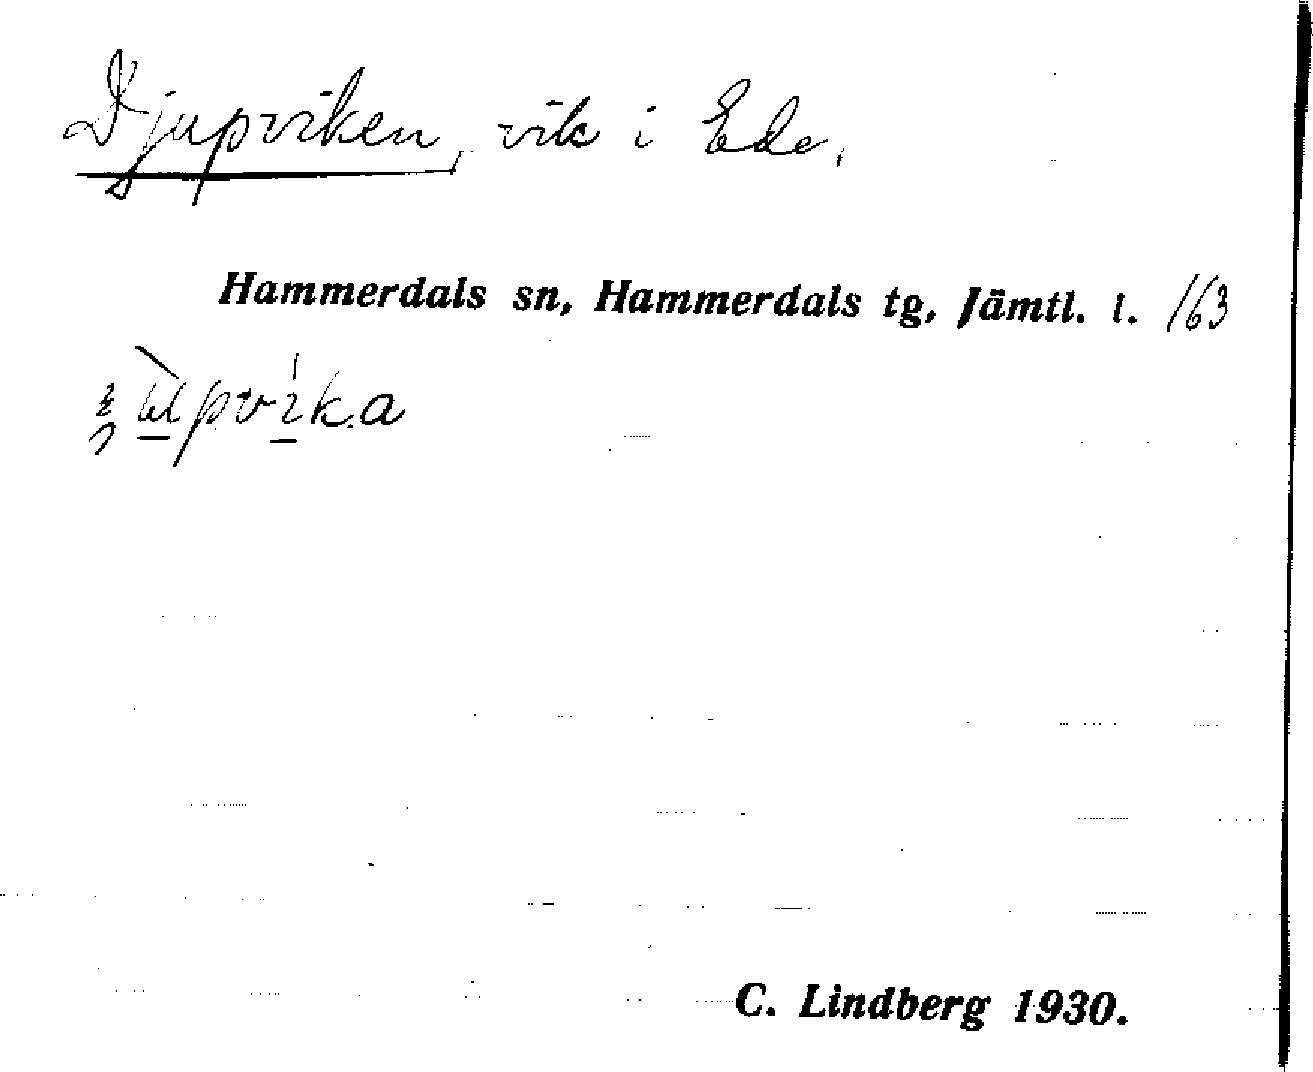 Djupviken, vik i Ede.
Hammerdals sn, Hammerdals tg, Jämtl. l. 163
C. Lindberg 1930.